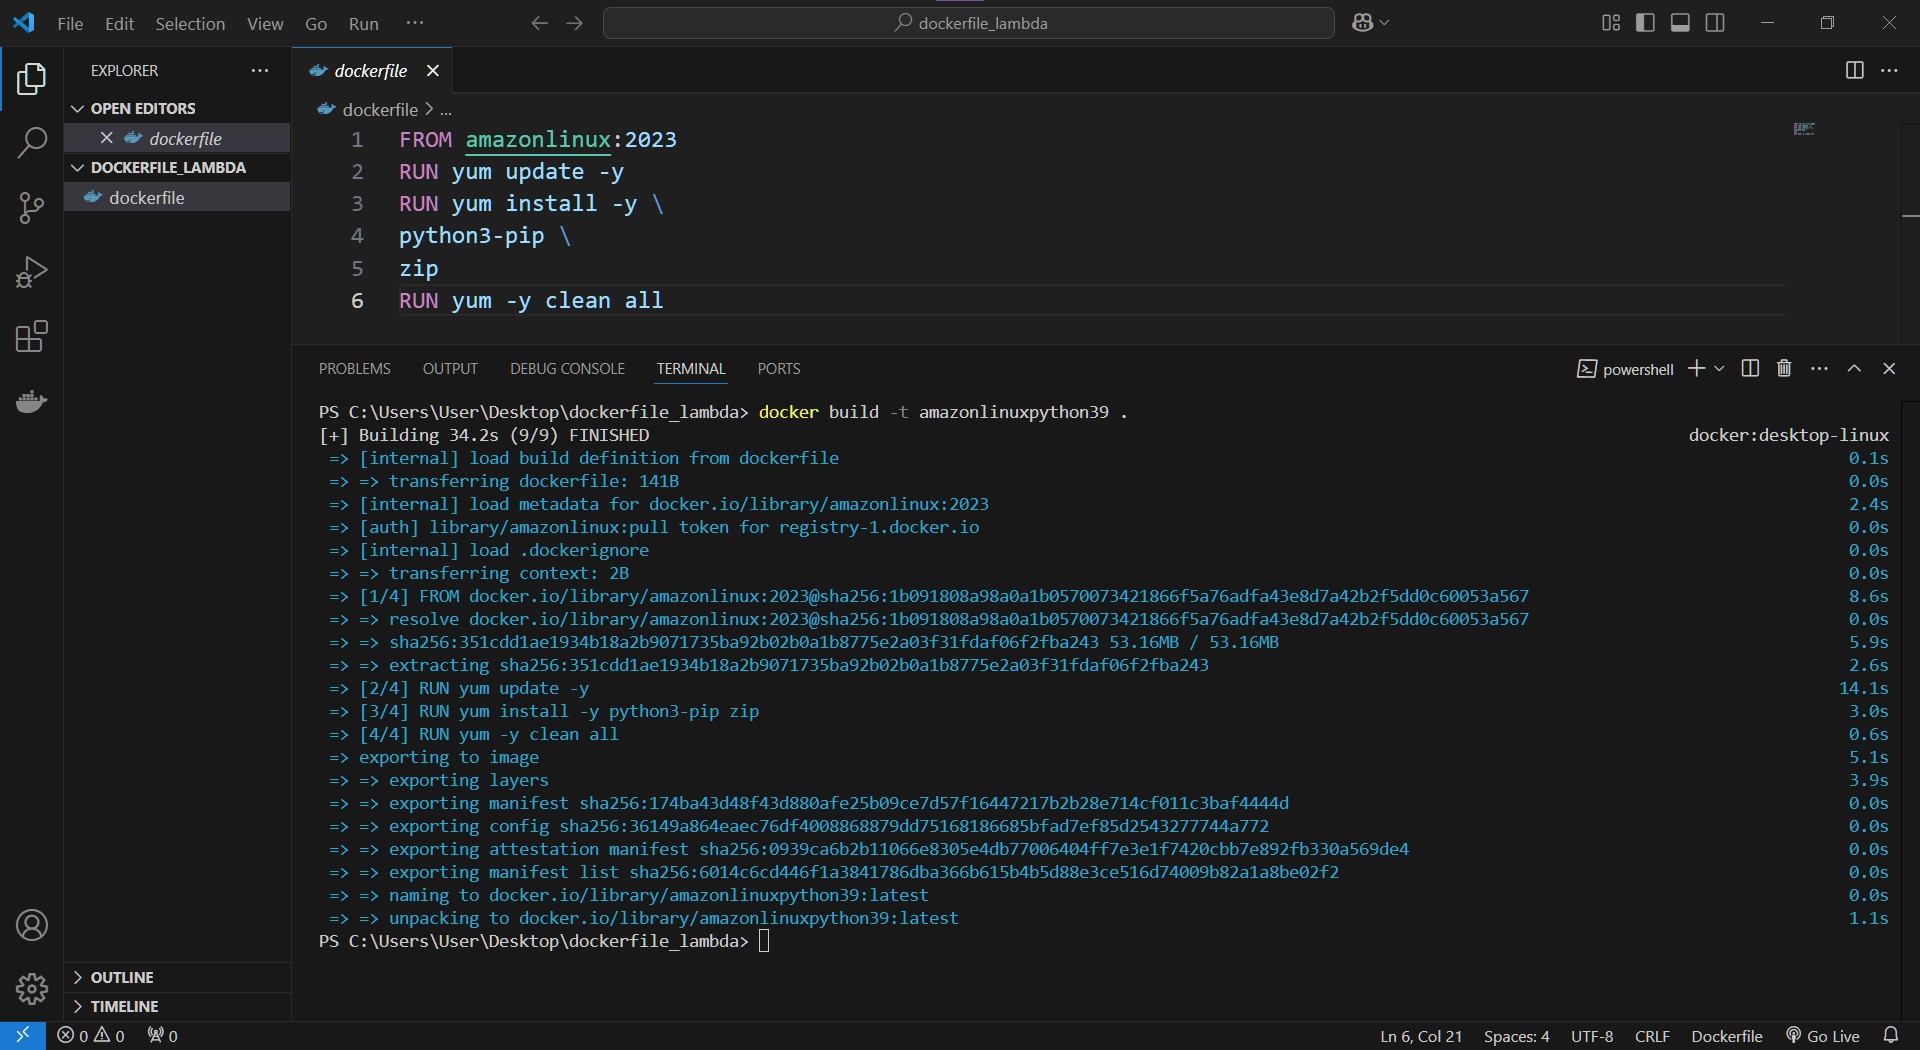 File Edit Selection View Go Run ···
dockerfile_lambda
EXPLORER
OPEN EDITORS
dockerfile
DOCKERFILE_LAMBDA
dockerfile
OUTLINE
TIMELINE
dockerfile
dockerfile > ...
1 FROM amazonlinux:2023
2 RUN yum update -y
3 RUN yum install -y \
4 python3-pip \
5 zip
6 RUN yum -y clean all
PROBLEMS OUTPUT DEBUG CONSOLE TERMINAL PORTS
powershell
PS C:\Users\User\Desktop\dockerfile_lambda> docker build -t amazonlinuxpython39 .
[+] Building 34.2s (9/9) FINISHED docker:desktop-linux
=> [internal] load build definition from dockerfile 0.1s
=> => transferring dockerfile: 141B 0.0s
=> [internal] load metadata for docker.io/library/amazonlinux:2023 2.4s
=> [auth] library/amazonlinux:pull token for registry-1.docker.io 0.0s
=> [internal] load .dockerignore 0.0s
=> => transferring context: 2B 0.0s
=> [1/4] FROM docker.io/library/amazonlinux:2023@sha256:1b091808a98a0a1b0570073421866f5a76adfa43e8d7a42b2f5dd0c60053a567 8.6s
=> => resolve docker.io/library/amazonlinux:2023@sha256:1b091808a98a0a1b0570073421866f5a76adfa43e8d7a42b2f5dd0c60053a567 0.0s
=> => sha256:351cdd1ae1934b18a2b9071735ba92b02b0a1b8775e2a03f31fdaf06f2fba243 53.16MB / 53.16MB 5.9s
=> => extracting sha256:351cdd1ae1934b18a2b9071735ba92b02b0a1b8775e2a03f31fdaf06f2fba243 2.6s
=> [2/4] RUN yum update -y 14.1s
=> [3/4] RUN yum install -y python3-pip zip 3.0s
=> [4/4] RUN yum -y clean all 0.6s
=> exporting to image 5.1s
=> => exporting layers 3.9s
=> => exporting manifest sha256:174ba43d48f43d880afe25b09ce7d57f16447217b2b28e714cf011c3baf4444d 0.0s
=> => exporting config sha256:36149a864eaec76df4008868879dd75168186685bfad7ef85d2543277744a772 0.0s
=> => exporting attestation manifest sha256:0939ca6b2b11066e8305e4db77006404ff7e3e1f7420cbb7e892fb330a569de4 0.0s
=> => exporting manifest list sha256:6014c6cd446f1a3841786dba366b615b4b5d88e3ce516d74009b82a1a8be02f2 0.0s
=> => naming to docker.io/library/amazonlinuxpython39:latest 0.0s
=> => unpacking to docker.io/library/amazonlinuxpython39:latest 1.1s
PS C:\Users\User\Desktop\dockerfile_lambda>
0 0 0 Ln 6, Col 21 Spaces: 4 UTF-8 CRLF Dockerfile Go Live